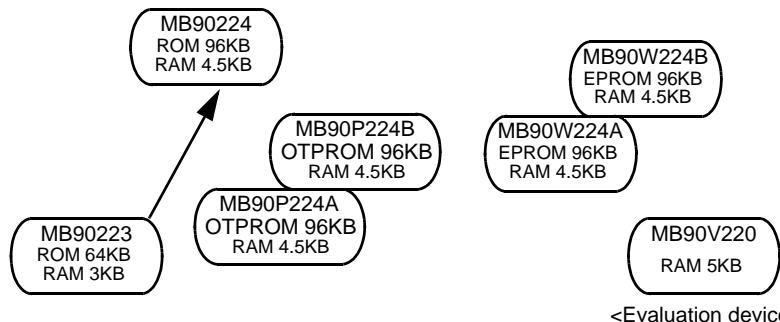 MB90224
ROM 96KB
RAM 4.5KB
MB90W224B
EPROM 96KB
RAM 4.5KB
MB90P224B
OTPROM 96KB
RAM 4.5KB
MB90W224A
EPROM 96KB
RAM 4.5KB
MB90P224A
OTPROM 96KB
RAM 4.5KB
MB90223
ROM 64KB
RAM 3KB
MB90V220
RAM 5KB
<Evaluation device